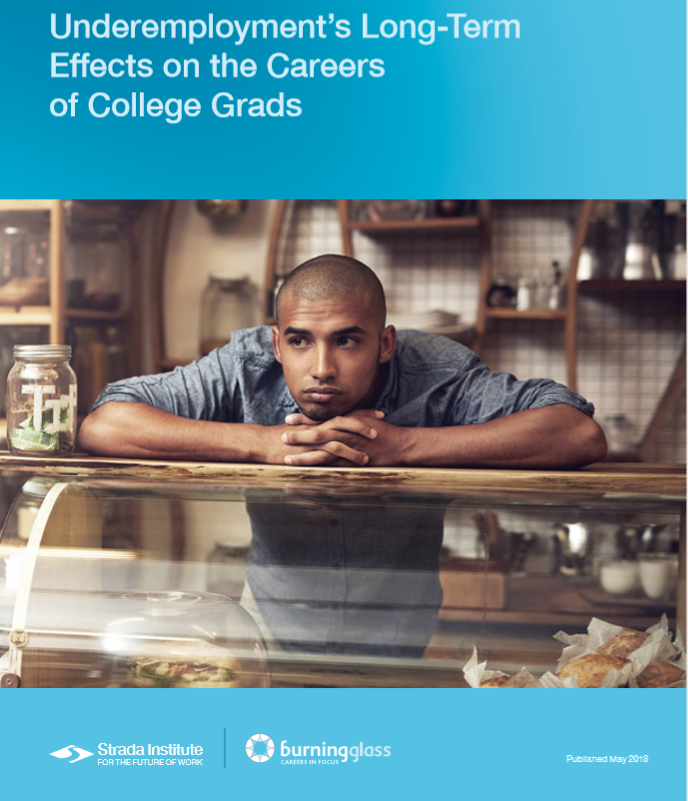 Underemployment's Long-Term
Effects on the Careers
of College Grads
Strada Institute
FOR THE FUTURE OF WORK
burningglass
CAREERS IN FOCUS
Published May 2018